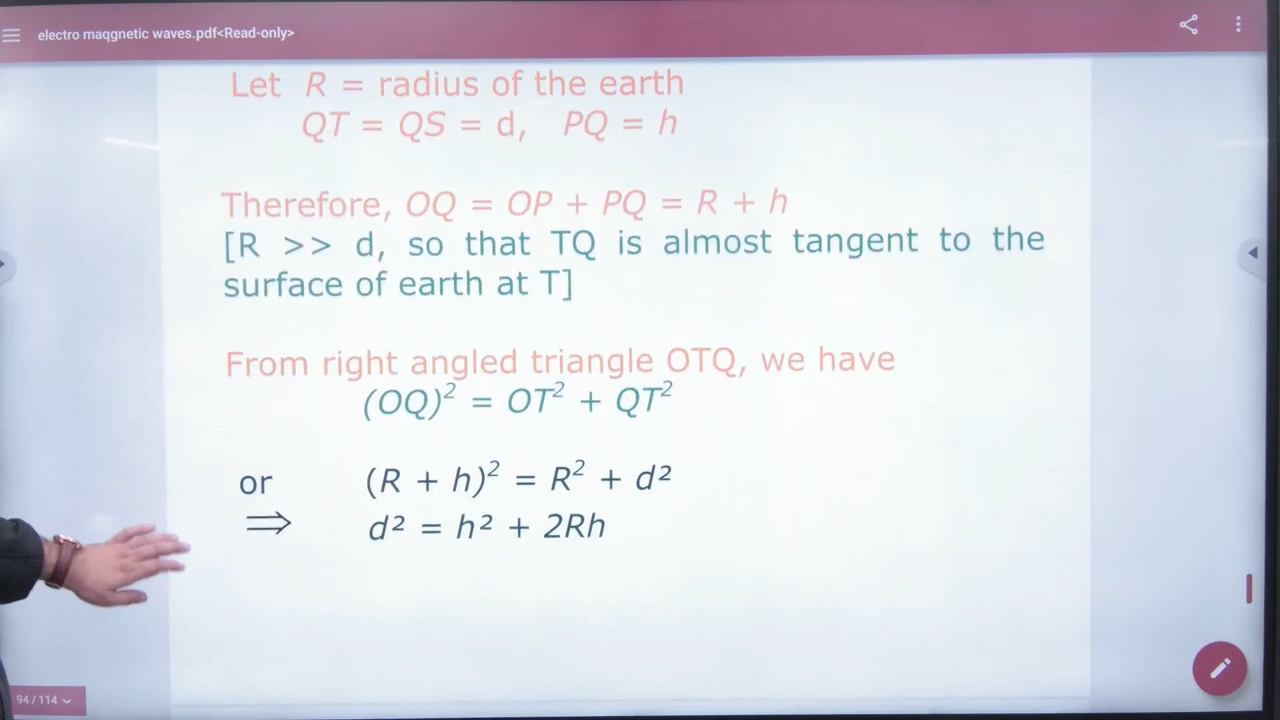 electro maqgnetic waves.pdf<Read-only>
Let R = radius of the earth
QT = QS = d, PQ = h
Therefore, OQ = OP + PQ = R + h
[R >> d, so that TQ is almost tangent to the
surface of earth at T]
From right angled triangle OTQ, we have
(OQ)² = OT² + QT²
or (R + h)² = R² + d²
⇒ d² = h² + 2Rh
94 / 114